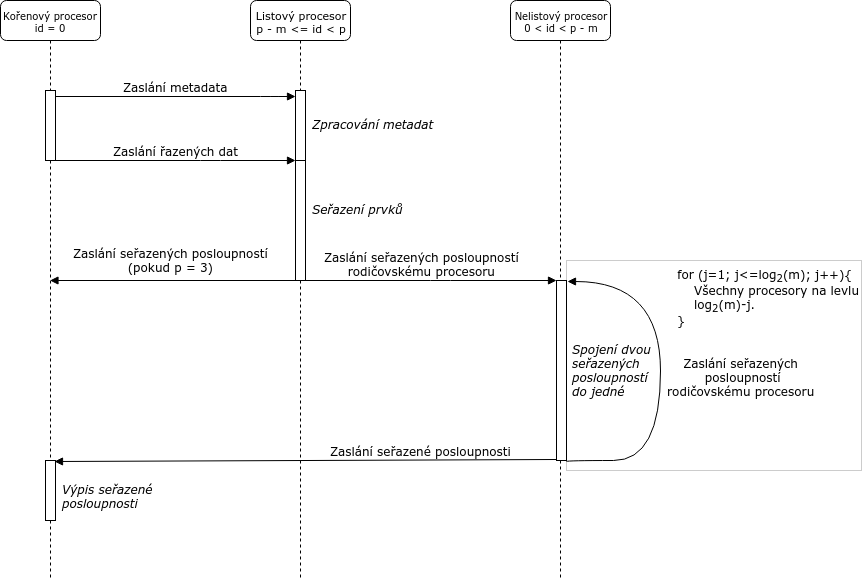 Kořenový procesor
id = 0
Listový procesor
p - m <= id < p
Nelistový procesor
0 < id < p - m
Zaslání metadata
Zpracování metadat
Zaslání řazených dat
Seřazení prvků
Zaslání seřazených posloupností
(pokud p = 3)
Zaslání seřazených posloupností
rodičovskému procesoru
for (j=1; j<=log₂(m); j++){
Všechny procesory na levlu
log₂(m)-j.
}
Spojení dvou
seřazených
posloupností
do jedné
Zaslání seřazených
posloupností
rodičovskému procesoru
Zaslání seřazené posloupnosti
Výpis seřazené
posloupnosti